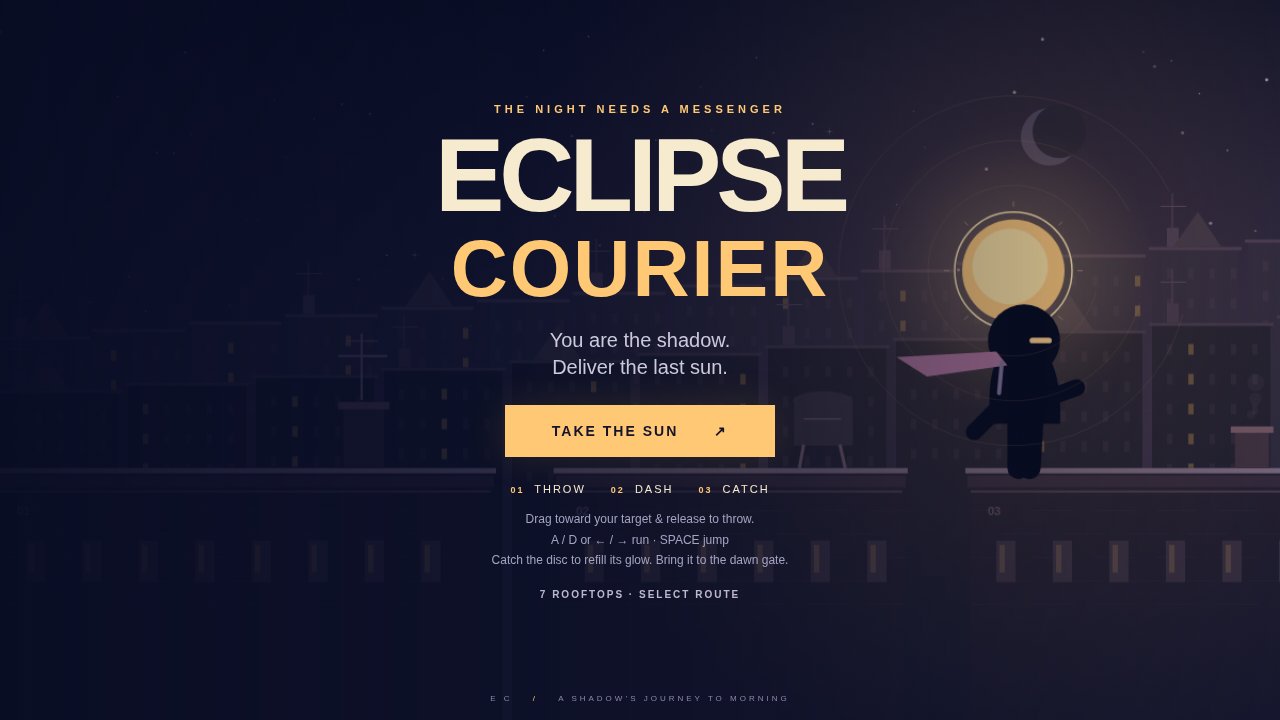 THE NIGHT NEEDS A MESSENGER
ECLIPSE
COURIER
You are the shadow.
Deliver the last sun.
TAKE THE SUN ↗
01 THROW 02 DASH 03 CATCH
Drag toward your target & release to throw.
A / D or ← / → run · SPACE jump
Catch the disc to refill its glow. Bring it to the dawn gate.
7 ROOFTOPS · SELECT ROUTE
01
02
03
E C / A SHADOW'S JOURNEY TO MORNING